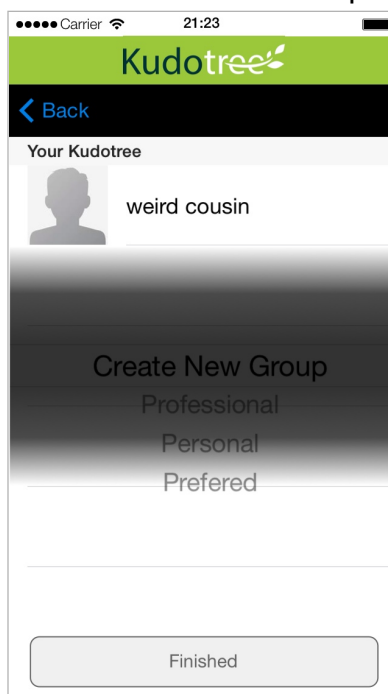 Carrier 21:23
Kudotree
Back
Your Kudotree
weird cousin
Create New Group
Professional
Personal
Prefered
Finished